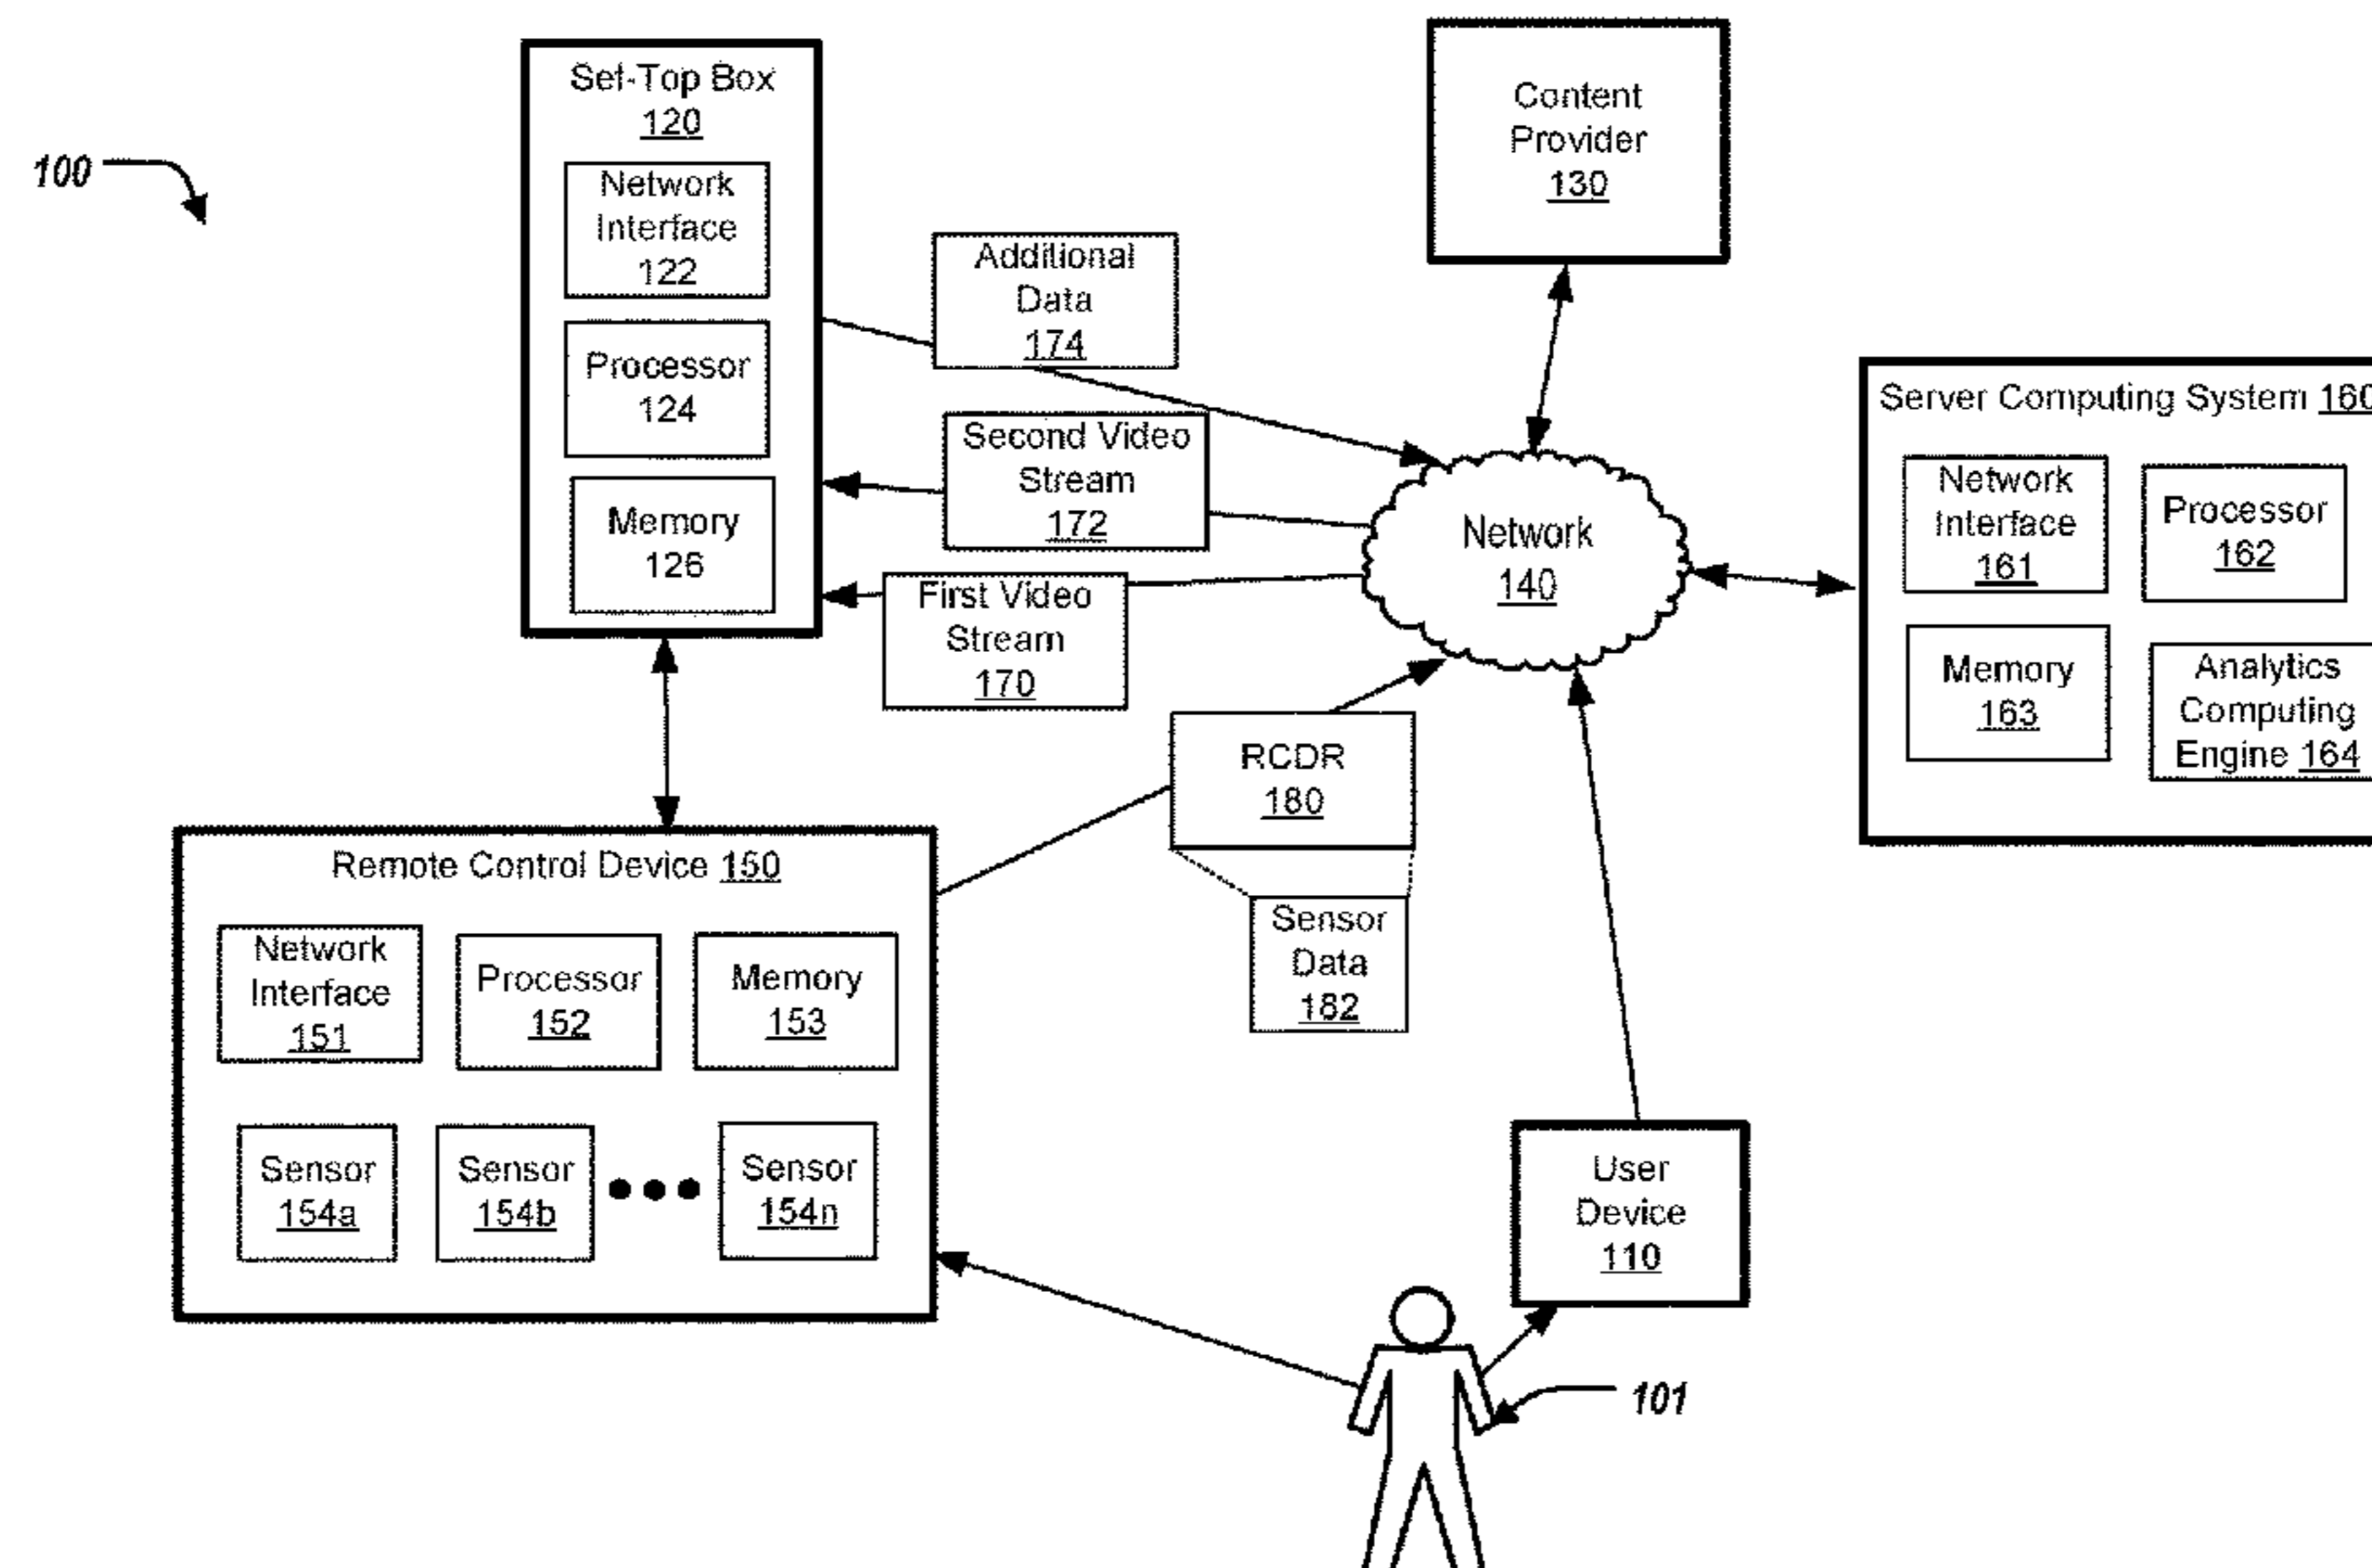 100
Set-Top Box
120
Network
Interface
122
Processor
124
Memory
126
Additional
Data
174
Second Video
Stream
172
First Video
Stream
170
Content
Provider
130
Network
140
Server Computing System 160
Network
Interface
161
Processor
162
Memory
163
Analytics
Computing
Engine 164
RCDR
180
Sensor
Data
182
Remote Control Device 150
Network
Interface
151
Processor
152
Memory
153
Sensor
154a
Sensor
154b
Sensor
154n
User
Device
110
101